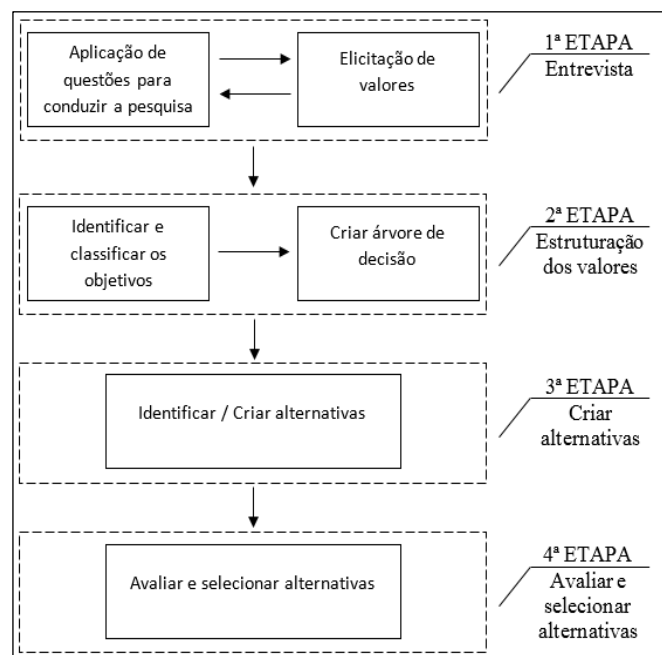 Aplicação de
questões para
conduzir a pesquisa
Elicitação de
valores
1ª ETAPA
Entrevista
Identificar e
classificar os
objetivos
Criar árvore de
decisão
2ª ETAPA
Estruturação
dos valores
Identificar / Criar alternativas
3ª ETAPA
Criar
alternativas
Avaliar e selecionar alternativas
4ª ETAPA
Avaliar e
selecionar
alternativas